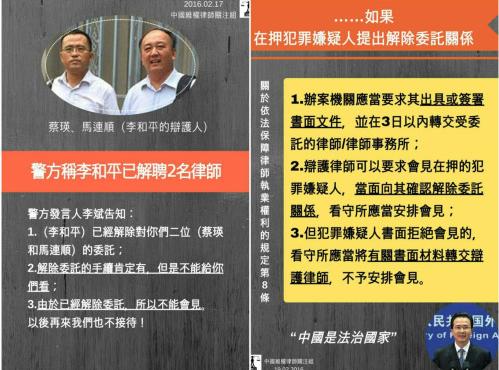 2016.02.17
中國維權律師關注組
蔡瑛、馬連順（李和平的辯護人）
警方稱李和平已解聘2名律師
警方發言人李斌告知：
1.（李和平）已經解除對你們二位（蔡瑛
和馬連順）的委託；
2.解除委託的手續肯定有，但是不能給你
們看；
3.由於已經解除委託，所以不能會見。
以後再來我們也不接待！
……如果
在押犯罪嫌疑人提出解除委託關係
關於依法保障律師執業權利的規定第8條
1.辦案機關應當要求其出具或簽署
書面文件，並在3日以內轉交受委
託的律師/律師事務所；
2.辯護律師可以要求會見在押的犯
罪嫌疑人，當面向其確認解除委託
關係，看守所應當安排會見；
3.但犯罪嫌疑人書面拒絕會見的，
看守所應當將有關書面材料轉交辯
護律師，不予安排會見。
“中國是法治國家”
人民共和國外
ry of Foreign A
中國維權律師關注組
19.02.2016